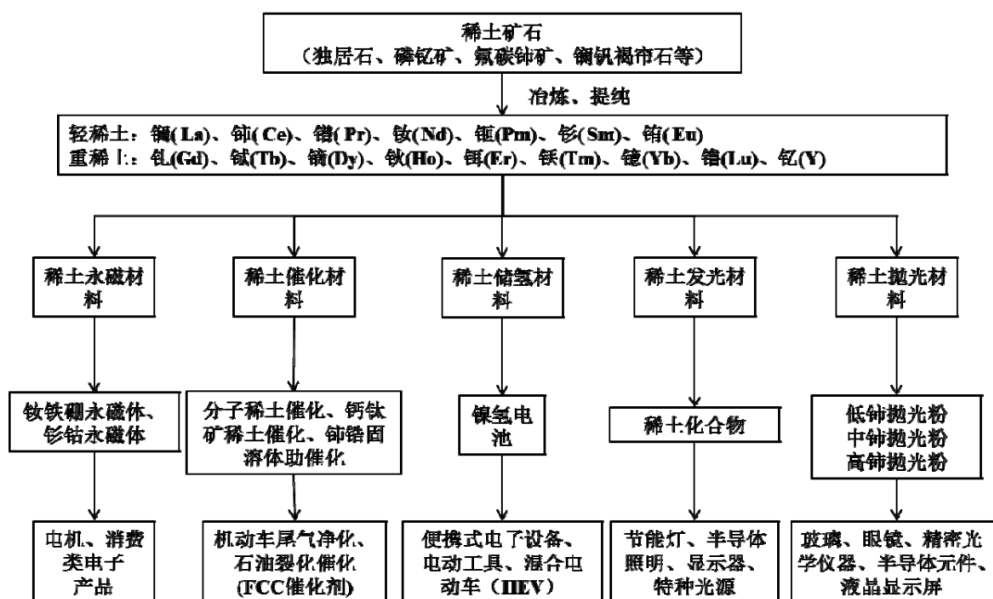 稀土矿石
(独居石、磷钇矿、氟碳铈矿、镧钒褐帘石等)
冶炼、提纯
轻稀土：镧(La)、铈(Ce)、镨(Pr)、钕(Nd)、钷(Pm)、钐(Sm)、铕(Eu)
重稀土：钆(Gd)、铽(Tb)、镝(Dy)、钬(Ho)、铒(Er)、铥(Tm)、镱(Yb)、镥(Lu)、钇(Y)
稀土永磁材
料
稀土催化材
料
稀土储氢材
料
稀土发光材
料
稀土抛光材
料
钕铁硼永磁体、
钐钴永磁体
分子稀土催化、钙钛
矿稀土催化、铈锆固
溶体助催化
镍氢电
池
稀土化合物
低铈抛光粉
中铈抛光粉
高铈抛光粉
电机、消费
类电子
产品
机动车尾气净化、
石油裂化催化
(FCC催化剂)
便携式电子设备、
电动工具、混合电
动车（HEV）
节能灯、半导体
照明、显示器、
特种光源
玻璃、眼镜、精密光
学仪器、半导体元件、
液晶显示屏